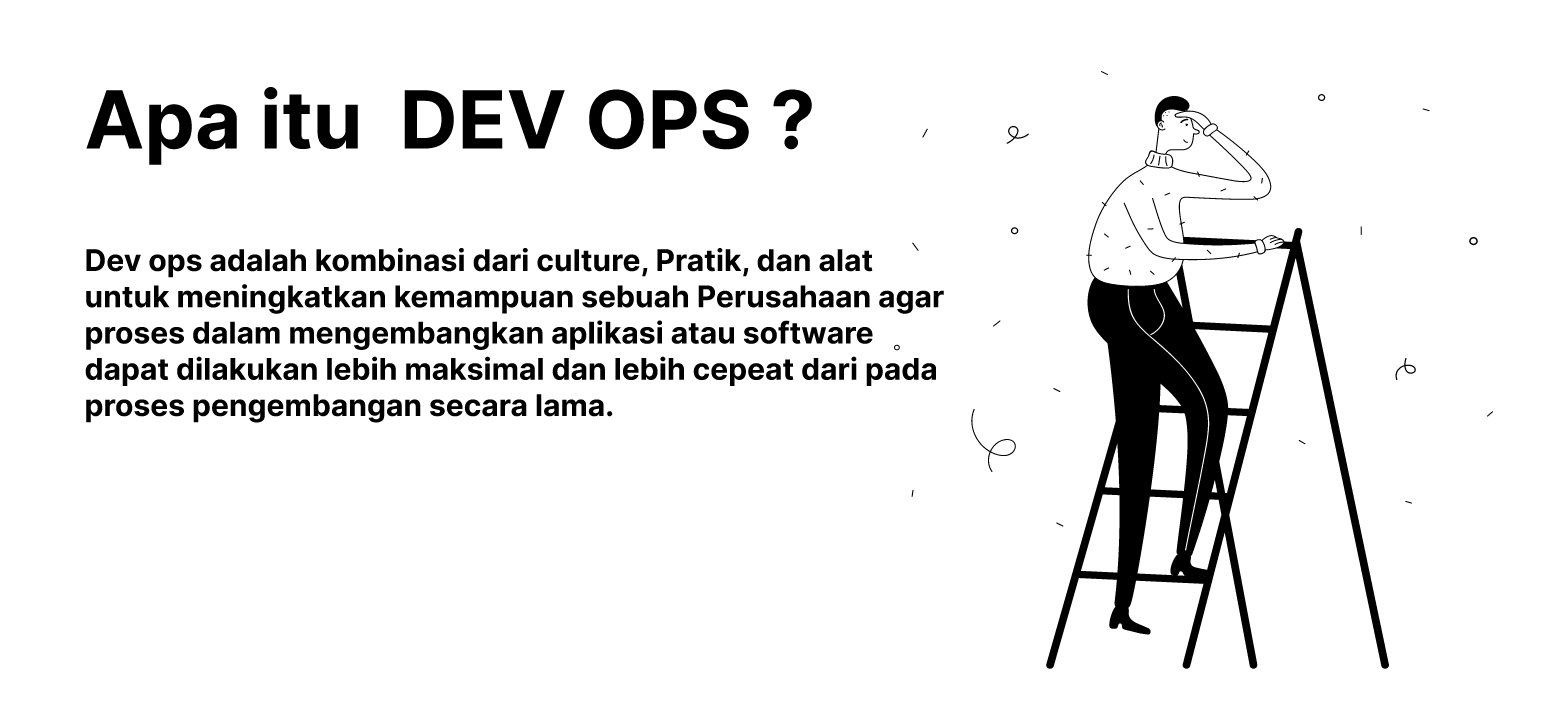 Apa itu  DEV OPS ?
Dev ops adalah kombinasi dari culture, Pratik, dan alat
untuk meningkatkan kemampuan sebuah Perusahaan agar
proses dalam mengembangkan aplikasi atau software
dapat dilakukan lebih maksimal dan lebih cepeat dari pada
proses pengembangan secara lama.